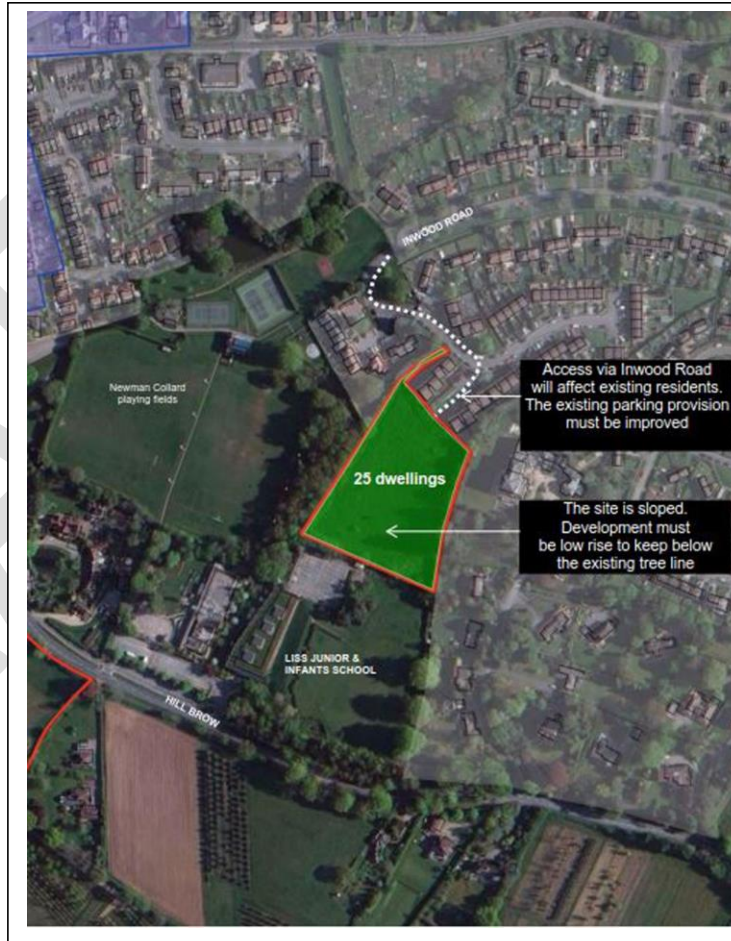 INWOOD ROAD
Newman Collard
playing fields
Access via Inwood Road
will affect existing residents.
The existing parking provision
must be improved
25 dwellings
The site is sloped.
Development must
be low rise to keep below
the existing tree line
LISS JUNIOR &
INFANTS SCHOOL
HILL BROW